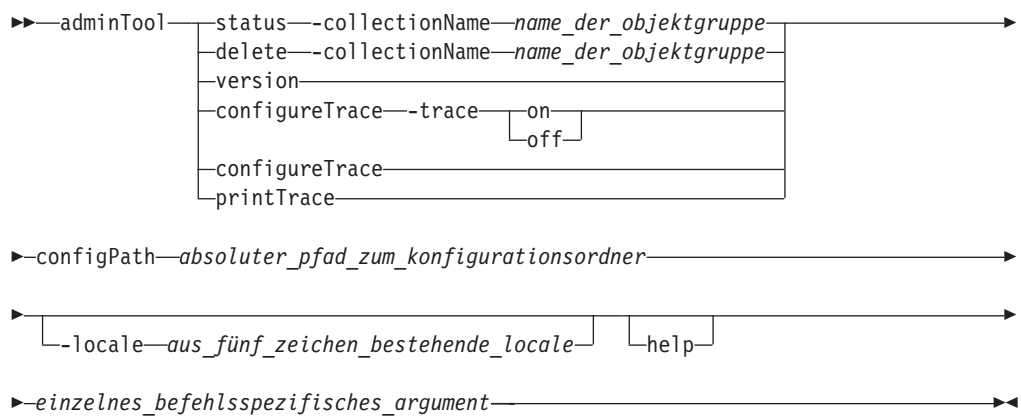 adminTool status -collectionName name_der_objektgruppe
delete -collectionName name_der_objektgruppe
version
configureTrace -trace on
off
configureTrace
printTrace
configPath absoluter_pfad_zum_konfigurationsordner
-locale aus_fünf_zeichen_bestehende_locale help
einzelnes_befehlsspezifisches_argument